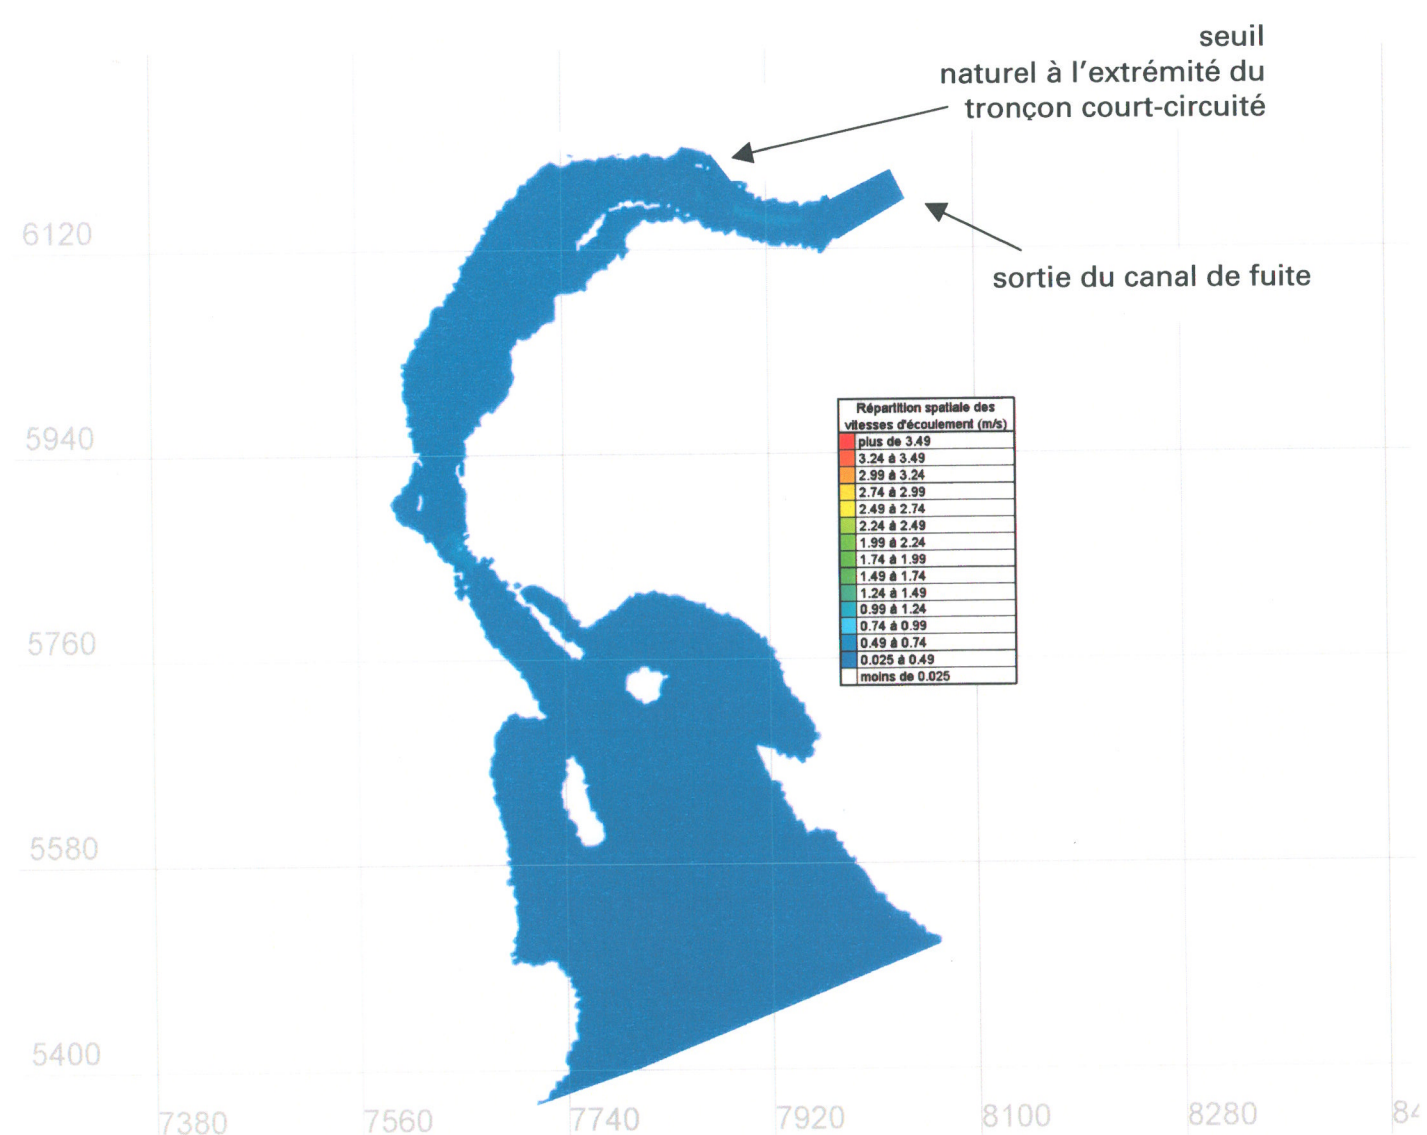 seuil
naturel à l'extrémité du
tronçon court-circuité
6120
sortie du canal de fuite
Répartition spatiale des
vitesses d'écoulement (m/s)
plus de 3.49
3.24 à 3.49
2.99 à 3.24
2.74 à 2.99
2.49 à 2.74
2.24 à 2.49
1.99 à 2.24
1.74 à 1.99
1.49 à 1.74
1.24 à 1.49
0.99 à 1.24
0.74 à 0.99
0.49 à 0.74
0.025 à 0.49
moins de 0.025
5940
5760
5580
5400
7380 7560 7740 7920 8100 8280